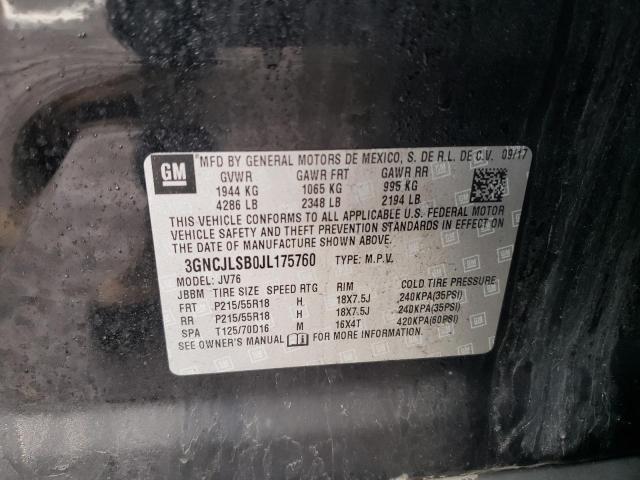 GM
MFD BY GENERAL MOTORS DE MEXICO, S. DE R.L. DE C.V. 09/17
GVWR GAWR FRT GAWR RR
1944 KG 1065 KG 995 KG
4286 LB 2348 LB 2194 LB
THIS VEHICLE CONFORMS TO ALL APPLICABLE U.S. FEDERAL MOTOR
VEHICLE SAFETY AND THEFT PREVENTION STANDARDS IN EFFECT ON
THE DATE OF MANUFACTURE SHOWN ABOVE.
3GNCJLSB0JL175760 TYPE: M.P.V.
MODEL: JV76
JBBM TIRE SIZE SPEED RTG RIM COLD TIRE PRESSURE
FRT P215/55R18 H 18X7.5J 240KPA(35PSI)
RR P215/55R18 H 18X7.5J 240KPA(35PSI)
SPA T125/70D16 M 16X4T 420KPA(60PSI)
SEE OWNER'S MANUAL FOR MORE INFORMATION.